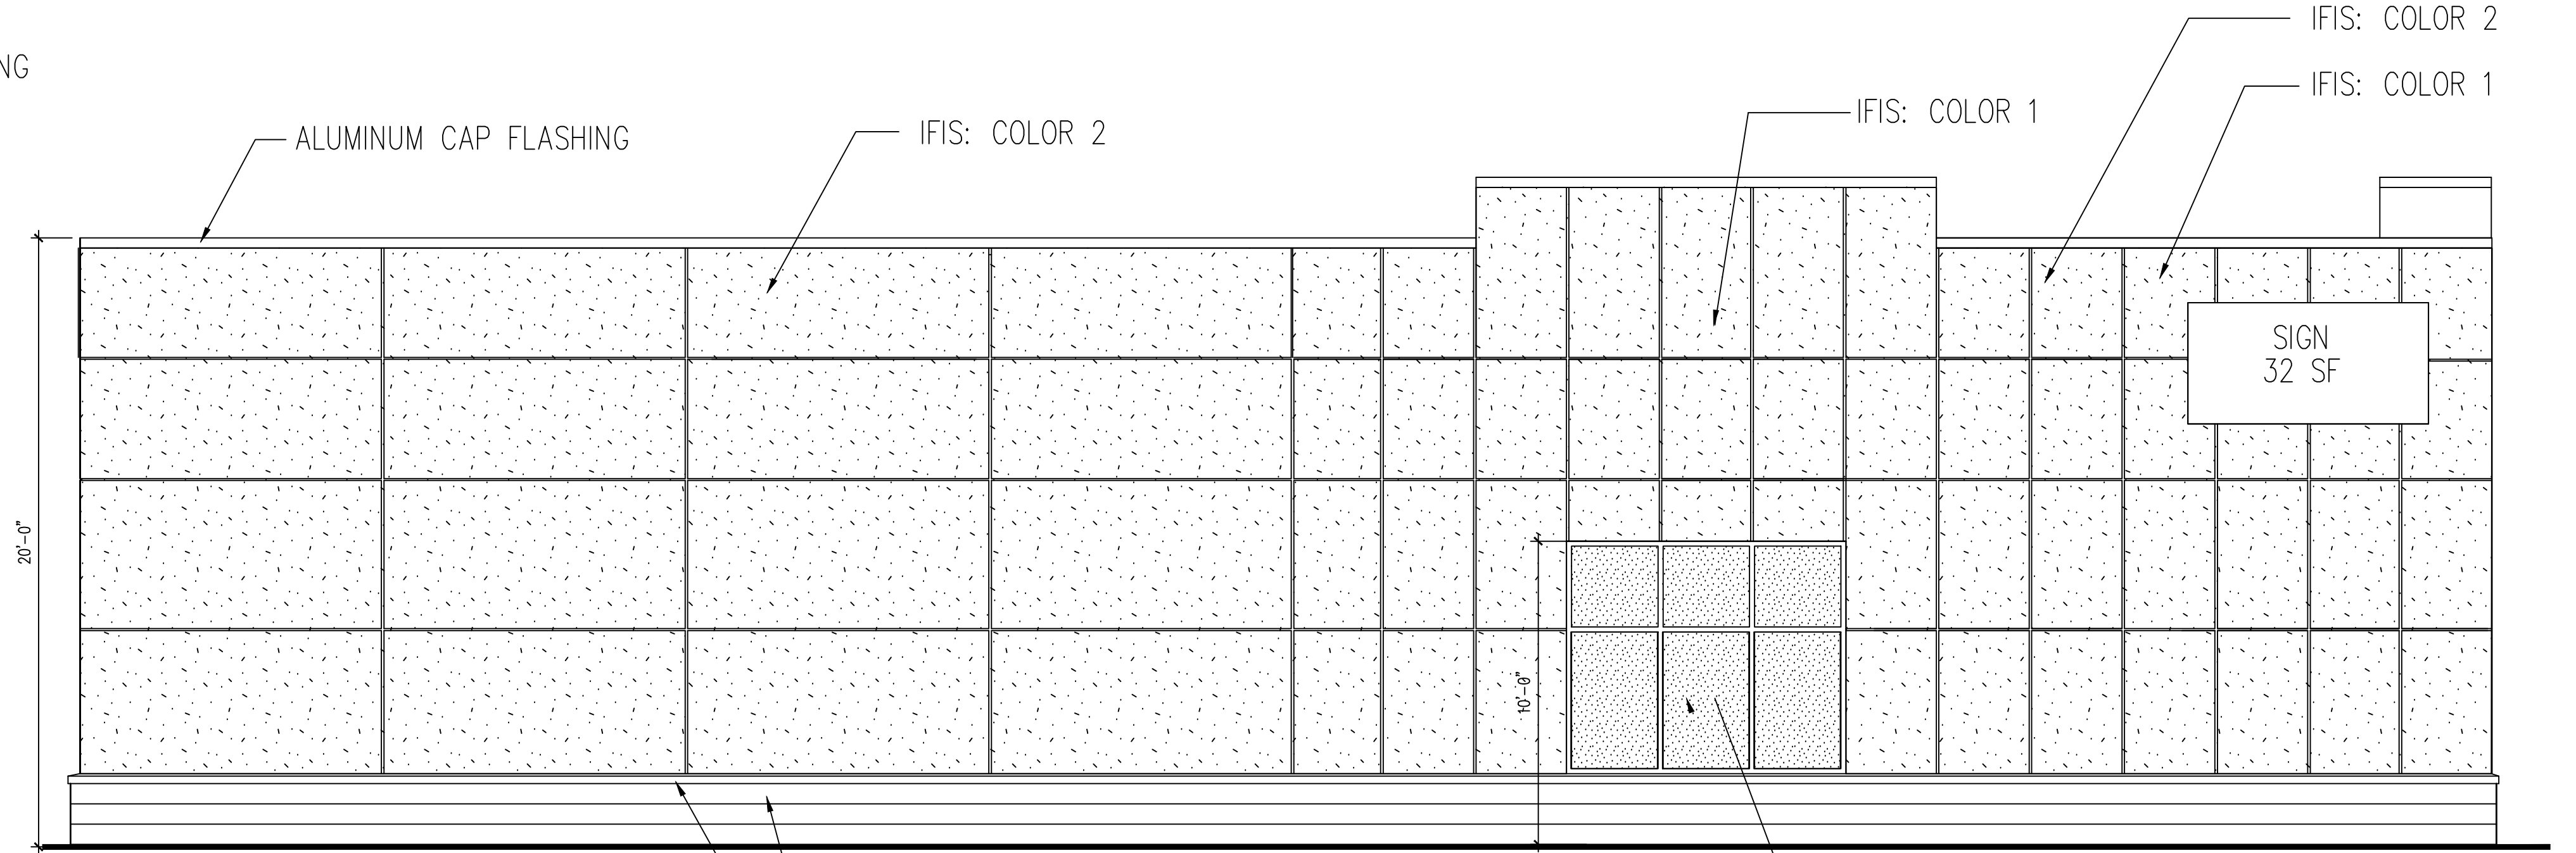 IFIS: COLOR 2
NG
IFIS: COLOR 1
IFIS: COLOR 1
ALUMINUM CAP FLASHING
IFIS: COLOR 2
SIGN
32 SF
20'-0"
10'-0"